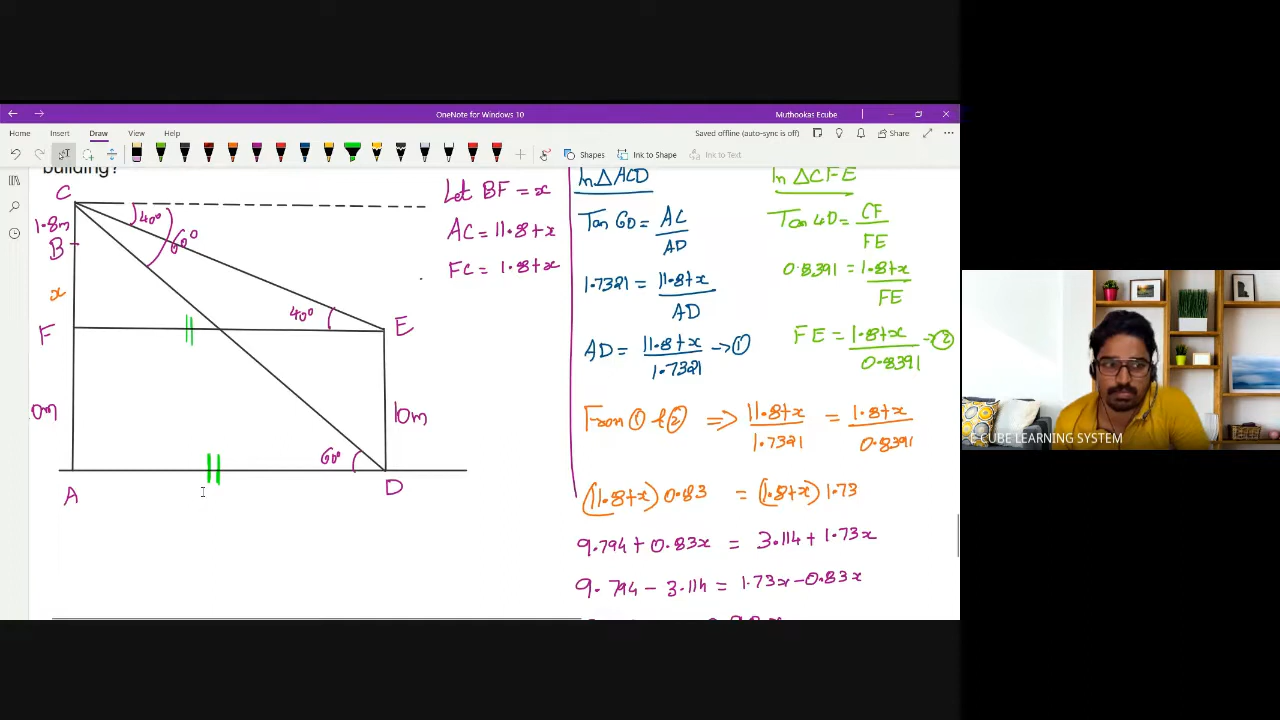 OneNote for Windows 10
Muthookas Ecube
Home Insert Draw View Help
Saved offline (auto-sync is off)
Share
Shapes
Ink to Shape
Ink to Text
building?
C
1.8m
B
x
F
0m
A
40°
60°
40°
E
10m
60°
D
Let BF = x
AC = 11.8+x
FC = 1.8+x
In △ACD
Tan 60 = AC / AD
1.7321 = 11.8+x / AD
AD = 11.8+x / 1.7321 → ①
In △CFE
Tan 40 = CF / FE
0.8391 = 1.8+x / FE
FE = 1.8+x / 0.8391 → ②
From ① & ② ⇒ 11.8+x / 1.7321 = 1.8+x / 0.8391
(11.8+x) 0.83 = (1.8+x) 1.73
9.794 + 0.83x = 3.114 + 1.73x
9.794 - 3.114 = 1.73x - 0.83x
E CUBE LEARNING SYSTEM